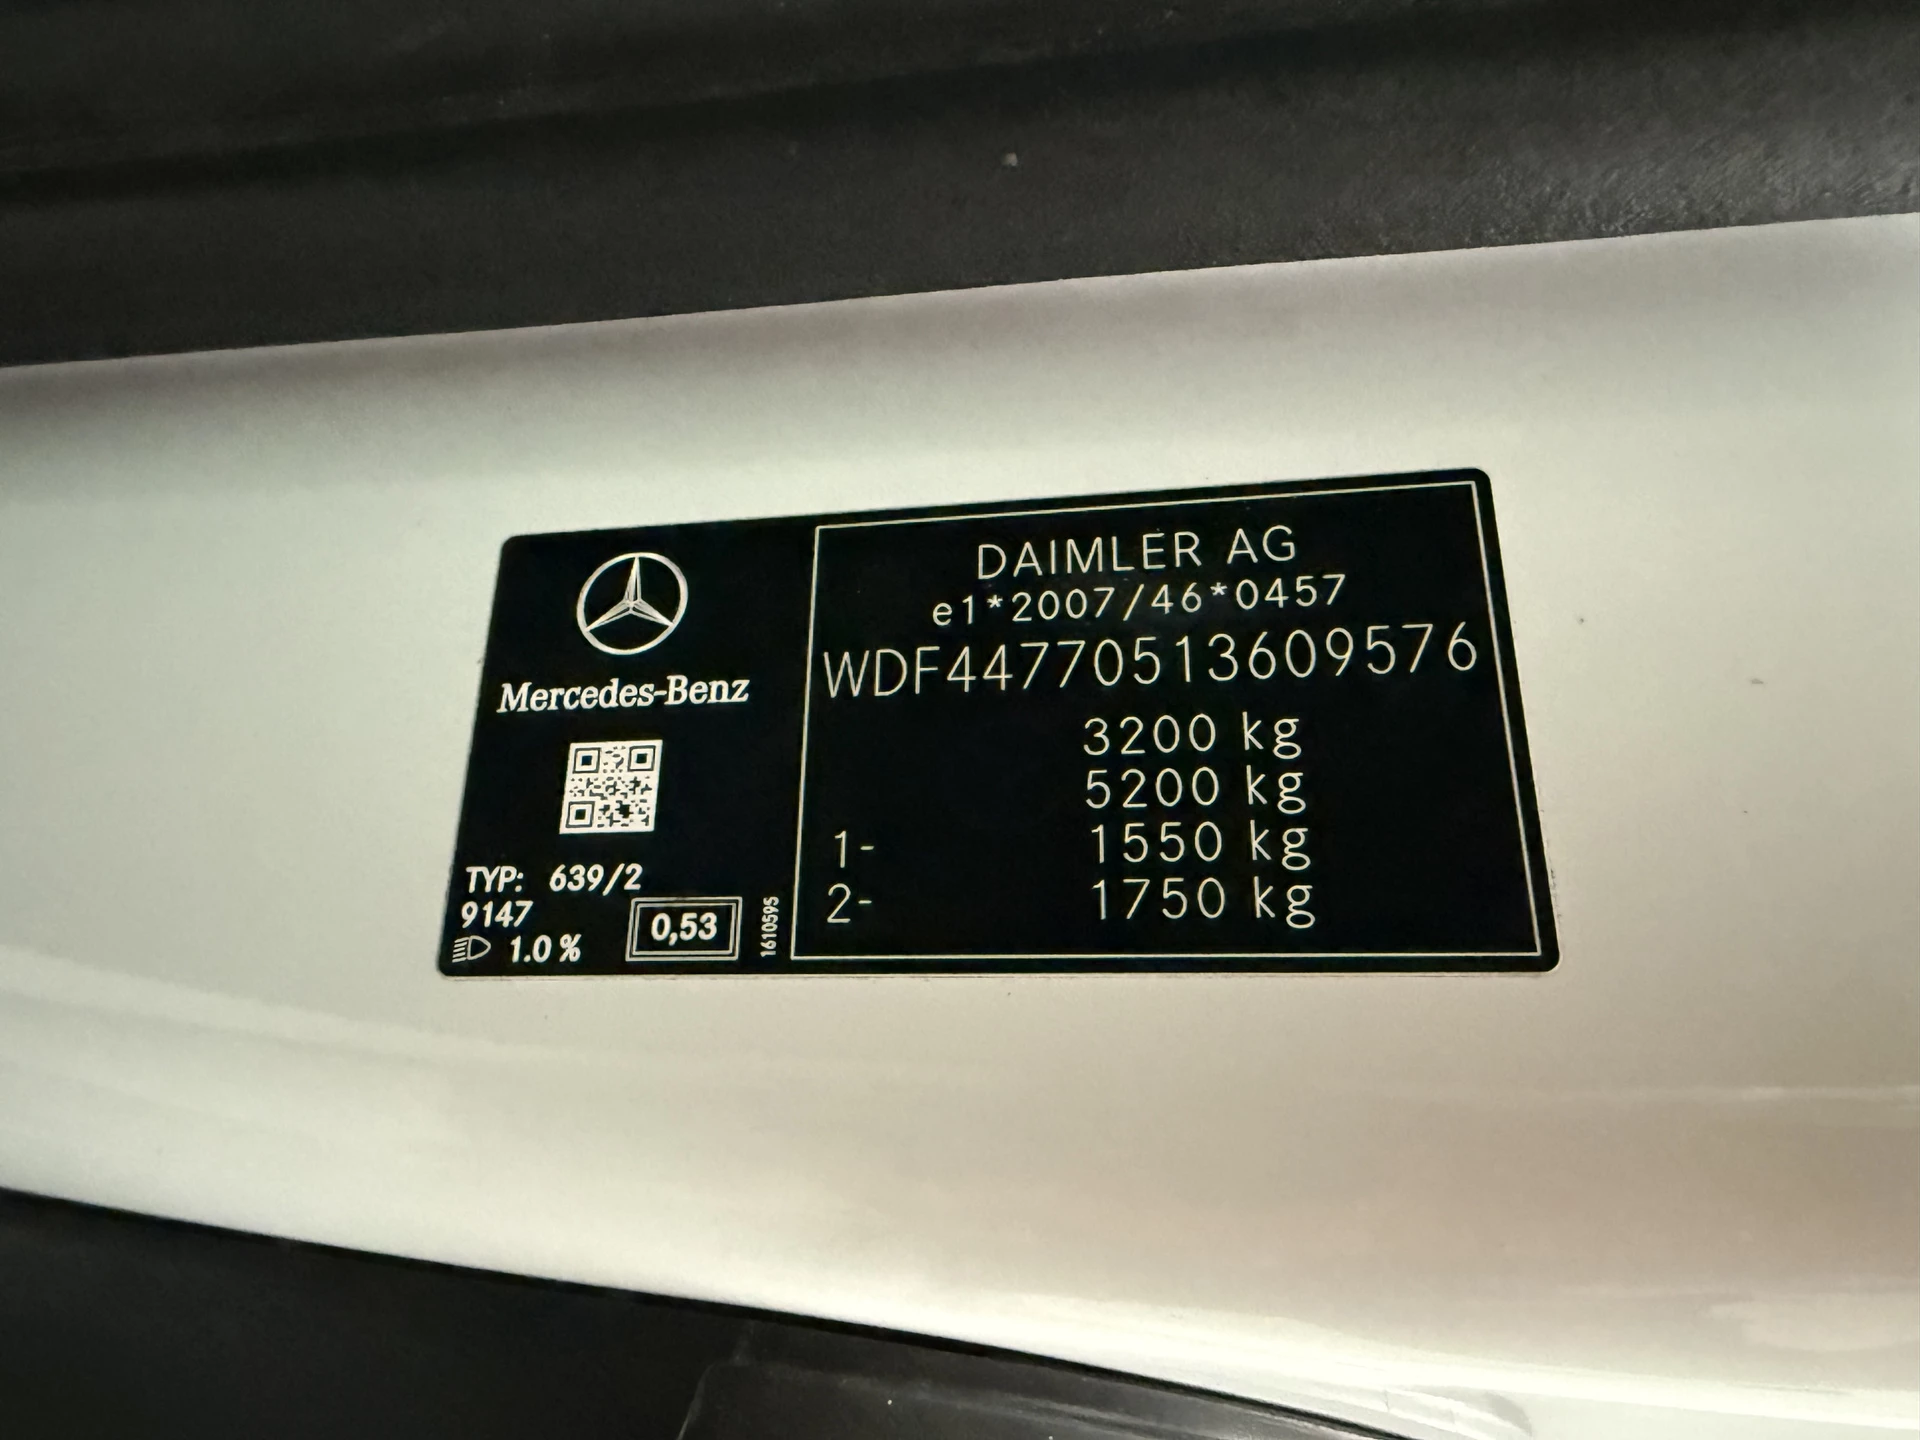 Mercedes-Benz
TYP: 639/2
9147
1.0 %
0,53
1610595
DAIMLER AG
e1*2007/46*0457
WDF44770513609576
3200 kg
5200 kg
1- 1550 kg
2- 1750 kg